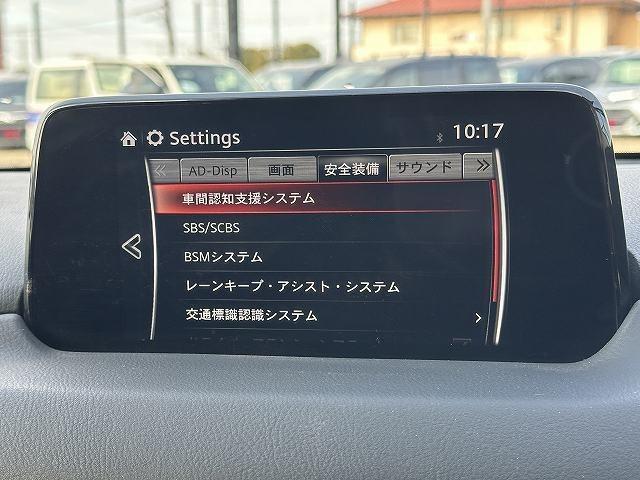 Settings 10:17
AD-Disp 画面 安全装備 サウンド
車間認知支援システム
SBS/SCBS
BSMシステム
レーンキープ・アシスト・システム
交通標識認識システム